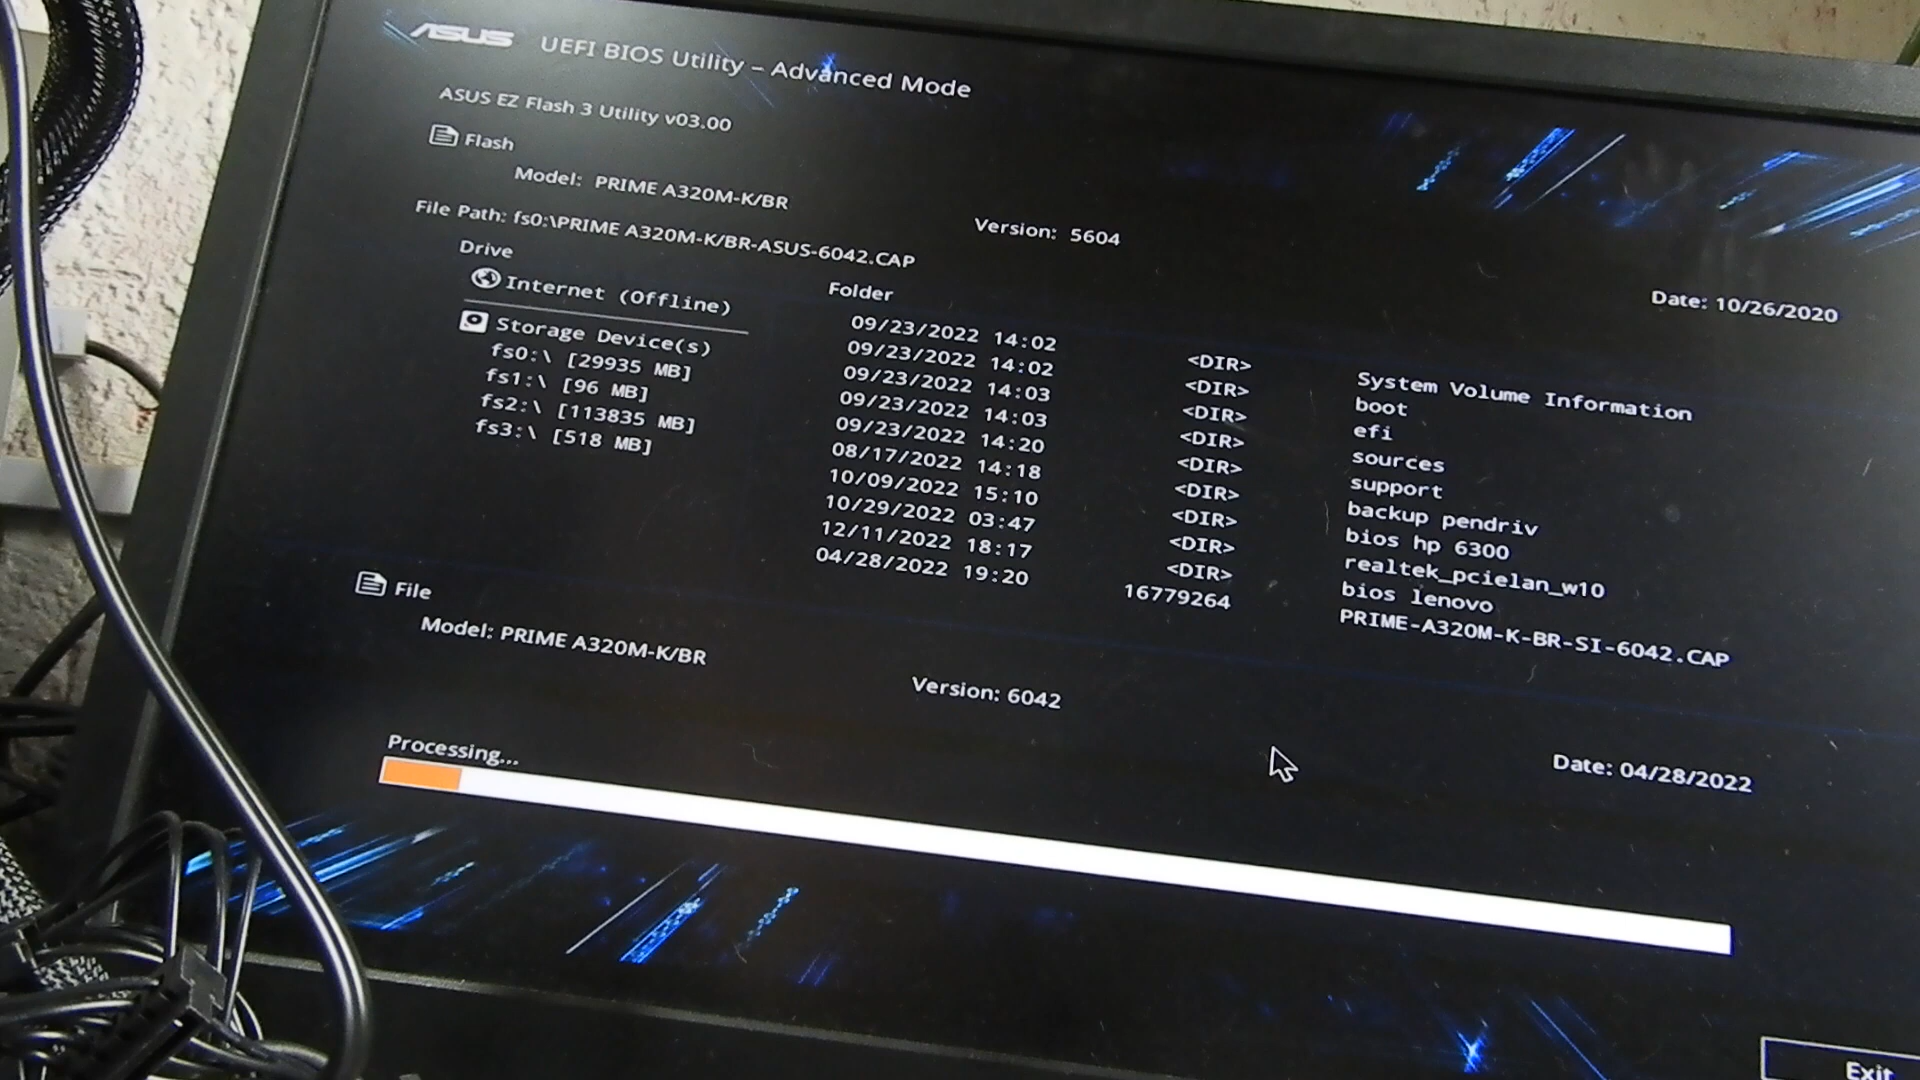 ASUS UEFI BIOS Utility – Advanced Mode
ASUS EZ Flash 3 Utility v03.00
Flash
Model: PRIME A320M-K/BR
Version: 5604
Date: 10/26/2020
File Path: fs0:\PRIME A320M-K/BR-ASUS-6042.CAP
Drive
Internet (Offline)
Storage Device(s)
fs0:\ [29935 MB]
fs1:\ [96 MB]
fs2:\ [113835 MB]
fs3:\ [518 MB]
Folder
09/23/2022 14:02 <DIR> System Volume Information
09/23/2022 14:02 <DIR> boot
09/23/2022 14:03 <DIR> efi
09/23/2022 14:03 <DIR> sources
09/23/2022 14:20 <DIR> support
08/17/2022 14:18 <DIR> backup pendriv
10/09/2022 15:10 <DIR> bios hp 6300
10/29/2022 03:47 <DIR> realtek_pcielan_w10
12/11/2022 18:17 <DIR> bios lenovo
04/28/2022 19:20 16779264 PRIME-A320M-K-BR-SI-6042.CAP
File
Model: PRIME A320M-K/BR
Version: 6042
Date: 04/28/2022
Processing...
Exit